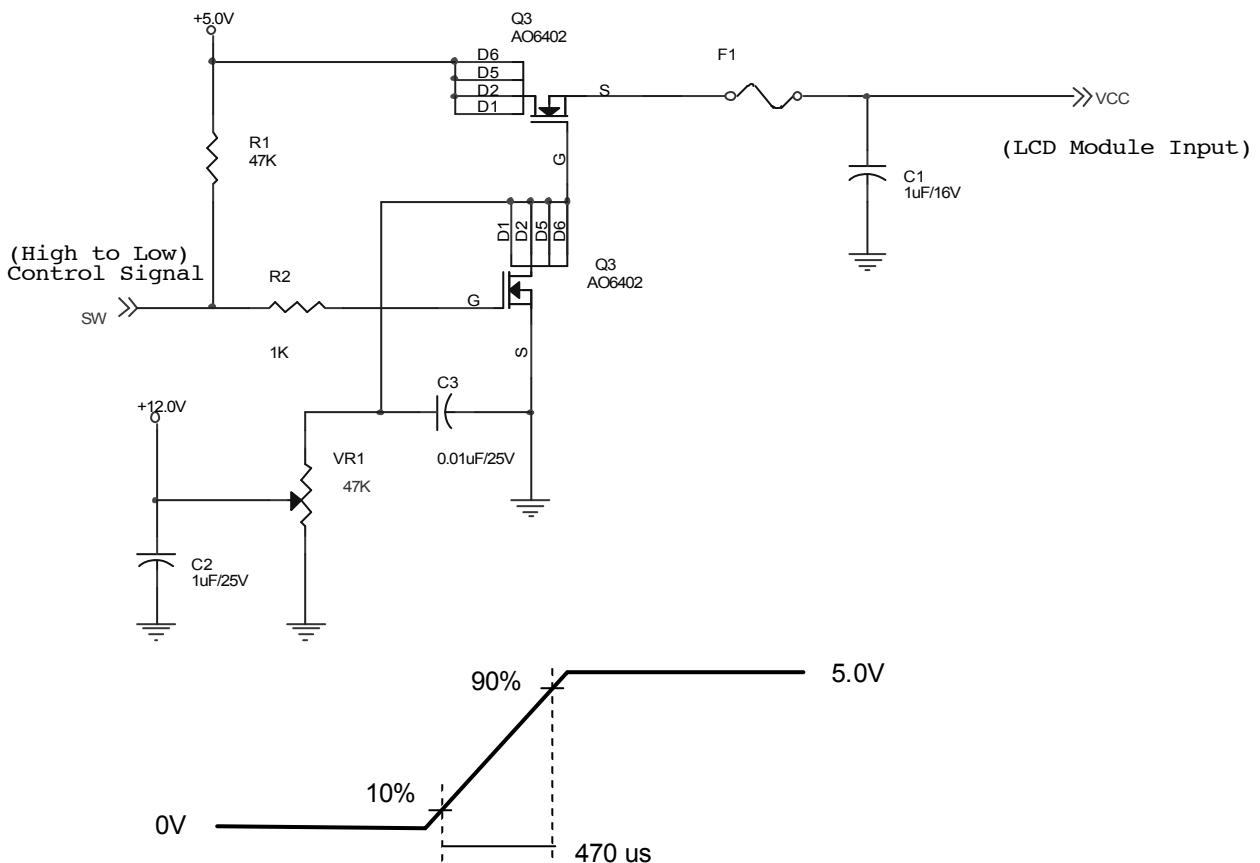 +5.0V
Q3
AO6402
D6
D5
D2
D1
S
F1
VCC
(LCD Module Input)
R1
47K
G
C1
1uF/16V
D1
D2
D5
D6
(High to Low)
Control Signal
Q3
AO6402
R2
G
SW
1K
S
C3
+12.0V
VR1
47K
0.01uF/25V
C2
1uF/25V
90%
5.0V
10%
0V
470 us